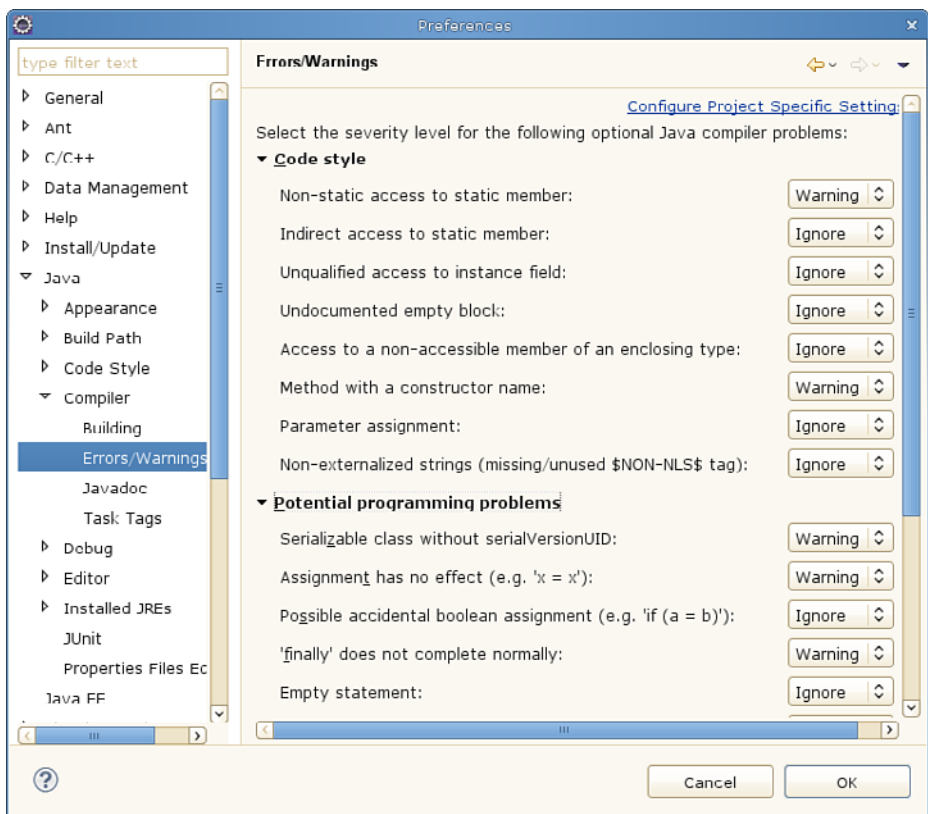 Preferences
type filter text
General
Ant
C/C++
Data Management
Help
Install/Update
Java
Appearance
Build Path
Code Style
Compiler
Building
Errors/Warnings
Javadoc
Task Tags
Debug
Editor
Installed JREs
JUnit
Properties Files Ec
Java EE
Errors/Warnings
Configure Project Specific Setting
Select the severity level for the following optional Java compiler problems:
Code style
Non-static access to static member: Warning
Indirect access to static member: Ignore
Unqualified access to instance field: Ignore
Undocumented empty block: Ignore
Access to a non-accessible member of an enclosing type: Ignore
Method with a constructor name: Warning
Parameter assignment: Ignore
Non-externalized strings (missing/unused $NON-NLS$ tag): Ignore
Potential programming problems
Serializable class without serialVersionUID: Warning
Assignment has no effect (e.g. 'x = x'): Warning
Possible accidental boolean assignment (e.g. 'if (a = b)'): Ignore
'finally' does not complete normally: Warning
Empty statement: Ignore
Cancel
OK